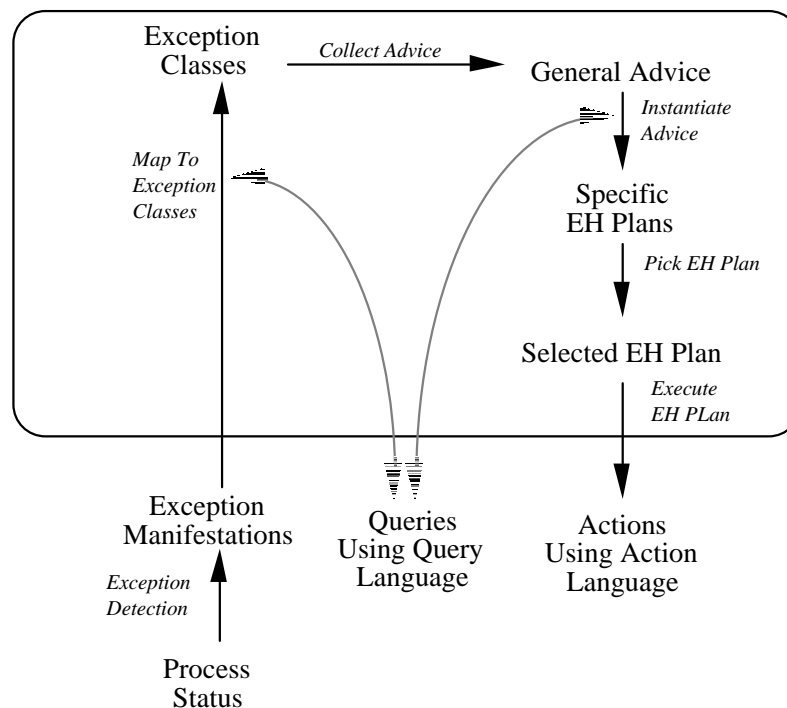 Exception
Classes
Collect Advice
General Advice
Instantiate
Advice
Map To
Exception
Classes
Specific
EH Plans
Pick EH Plan
Selected EH Plan
Execute
EH PLan
Exception
Manifestations
Queries
Using Query
Language
Actions
Using Action
Language
Exception
Detection
Process
Status